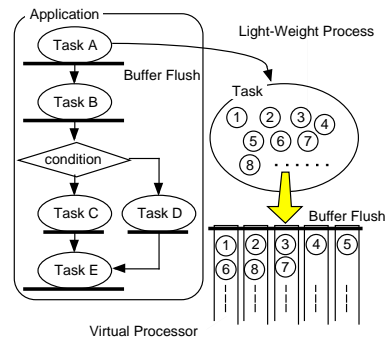 Application
Light-Weight Process
Task A
Buffer Flush
Task
Task B
1 2 3 4
5 6 7
8 . . . . . .
condition
Task C
Task D
Buffer Flush
1 2 3 4 5
6 8 7
Task E
Virtual Processor